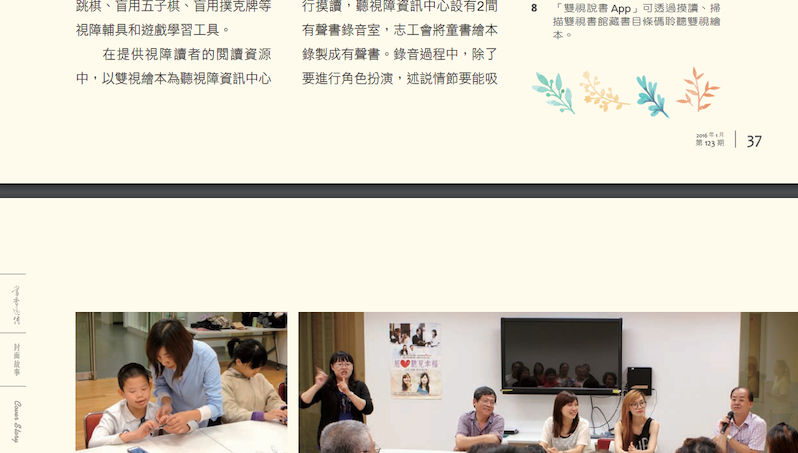 跳棋、盲用五子棋、盲用撲克牌等
視障輔具和遊戲學習工具。
在提供視障讀者的閱讀資源
中，以雙視繪本為聽視障資訊中心
行摸讀，聽視障資訊中心設有2間
有聲書錄音室，志工會將童書繪本
錄製成有聲書。錄音過程中，除了
要進行角色扮演，述說情節要能吸
8 「雙視說書 App」可透過摸讀、掃
描雙視書館藏書目條碼聆聽雙視繪
本。
2016 年 1 月
第 123 期
37
封面故事
Cover Story
聽見幸福